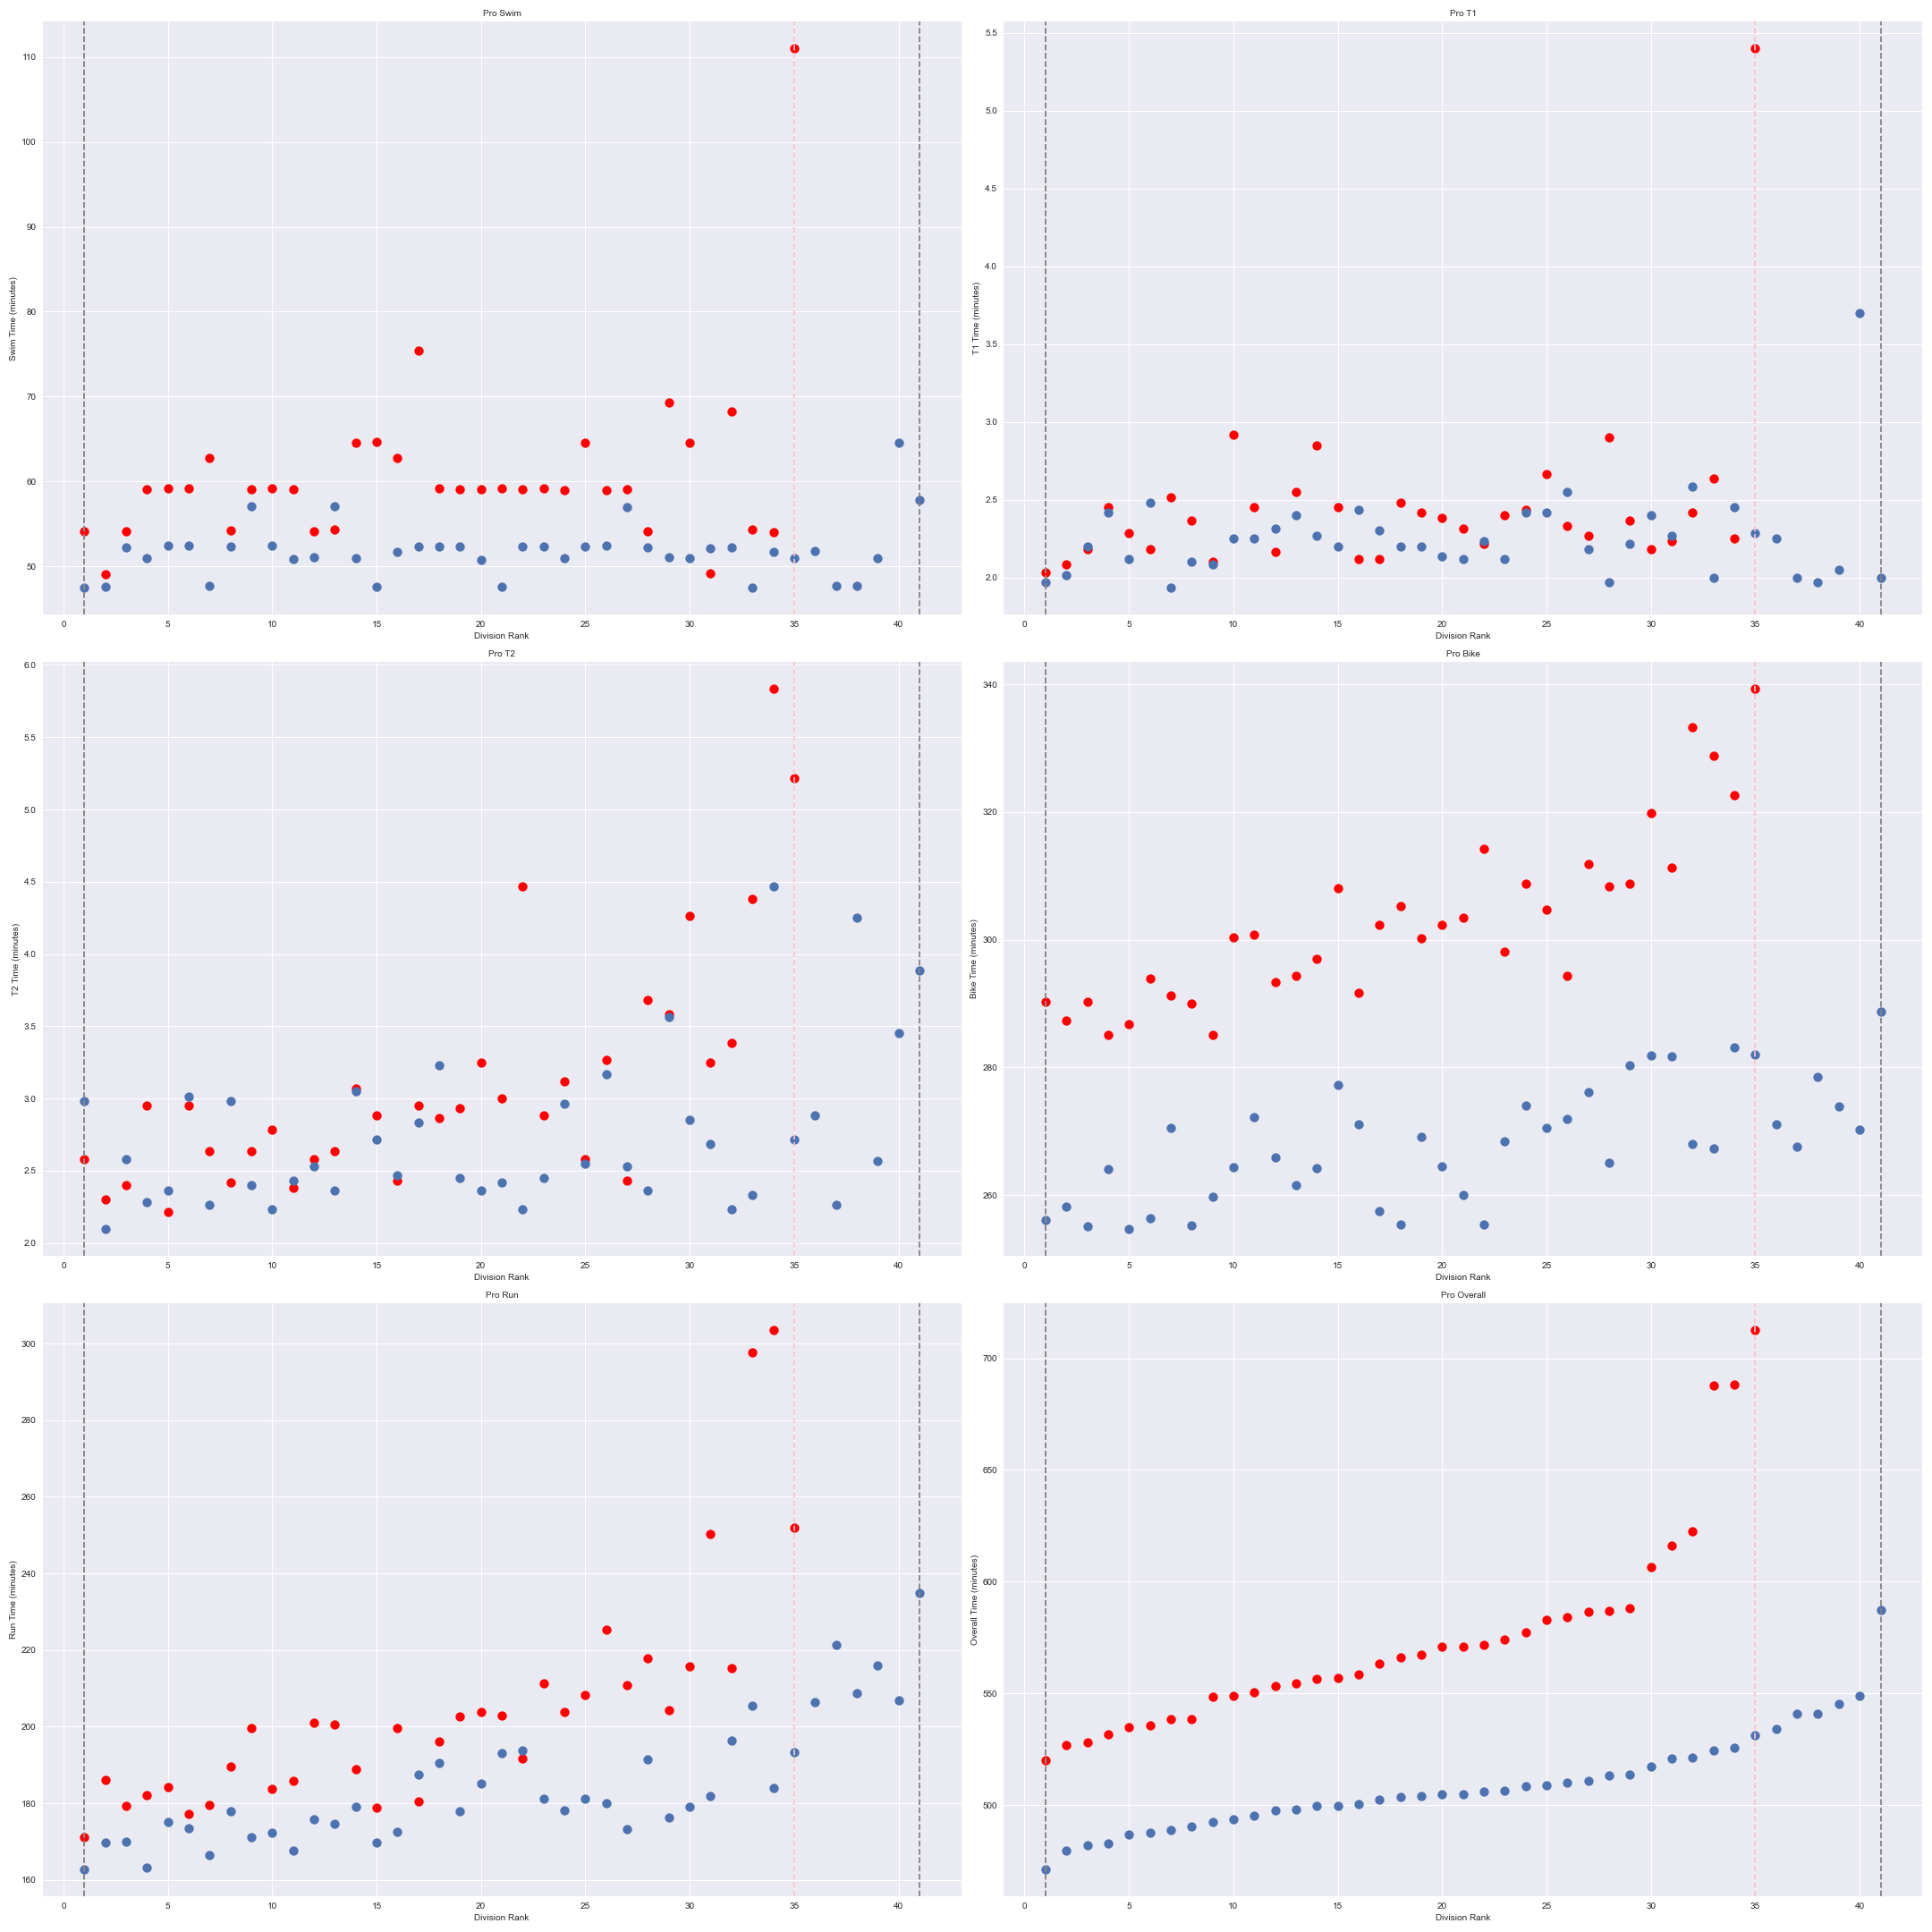 Pro Swim
Swim Time (minutes)
110
100
90
80
70
60
50
0 5 10 15 20 25 30 35 40
Division Rank
Pro T1
T1 Time (minutes)
5.5
5.0
4.5
4.0
3.5
3.0
2.5
2.0
0 5 10 15 20 25 30 35 40
Division Rank
Pro T2
T2 Time (minutes)
6.0
5.5
5.0
4.5
4.0
3.5
3.0
2.5
2.0
0 5 10 15 20 25 30 35 40
Division Rank
Pro Bike
Bike Time (minutes)
340
320
300
280
260
0 5 10 15 20 25 30 35 40
Division Rank
Pro Run
Run Time (minutes)
300
280
260
240
220
200
180
160
0 5 10 15 20 25 30 35 40
Division Rank
Pro Overall
Overall Time (minutes)
700
650
600
550
500
0 5 10 15 20 25 30 35 40
Division Rank